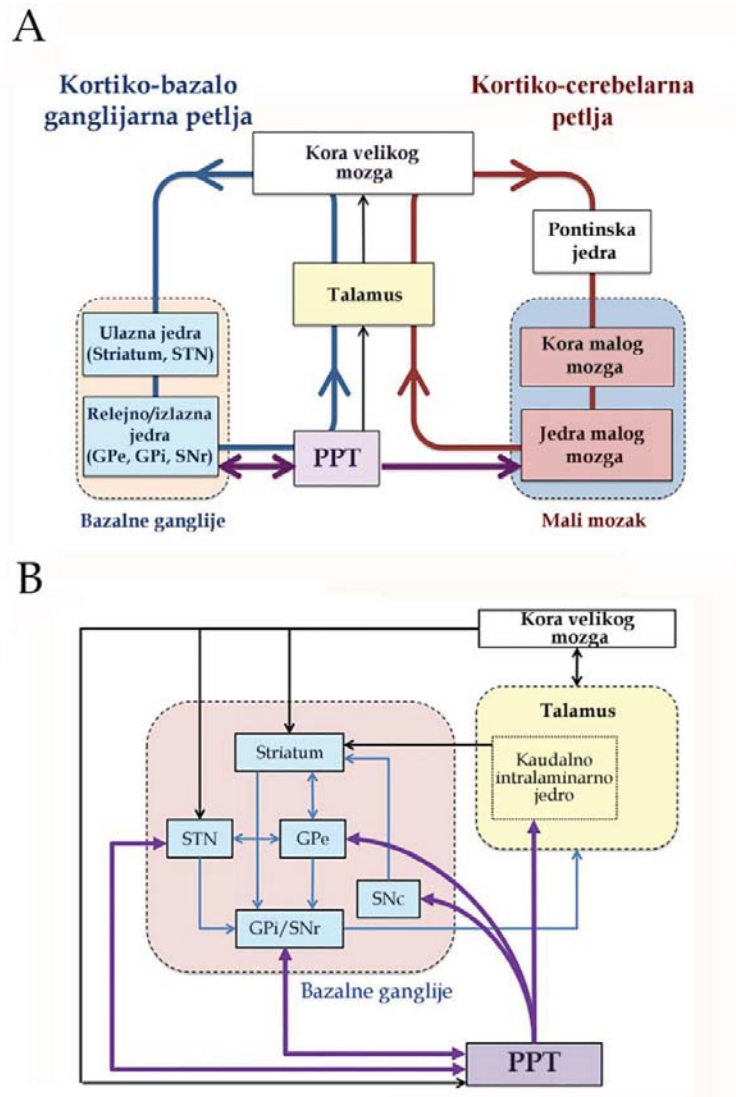 A
Kortiko-bazalo
ganglijarna petlja
Kortiko-cerebelarna
petlja
Kora velikog
mozga
Pontinska
jedra
Talamus
Ulazna jedra
(Striatum, STN)
Kora malog
mozga
Relejno/izlazna
jedra
(GPe, GPi, SNr)
PPT
Jedra malog
mozga
Bazalne ganglije
Mali mozak
B
Kora velikog
mozga
Talamus
Striatum
Kaudalno
intralaminarno
jedro
STN
GPe
SNc
GPi/SNr
Bazalne ganglije
PPT